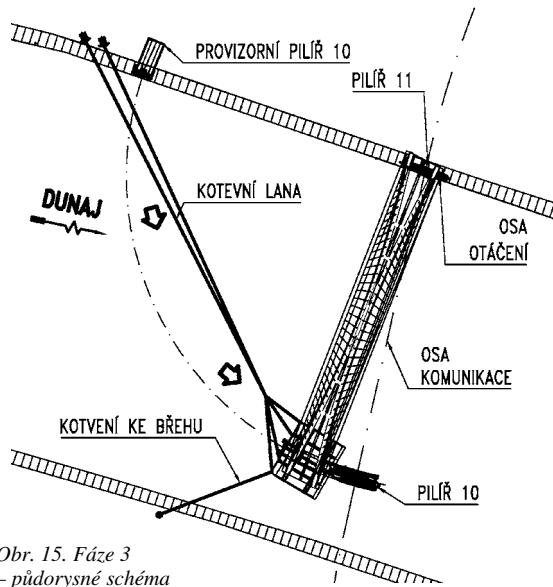 PROVIZORNÍ PILÍŘ 10
PILÍŘ 11
KOTEVNÍ LANA
DUNAJ
OSA
OTÁČENÍ
OSA
KOMUNIKACE
KOTVENÍ KE BŘEHU
PILÍŘ 10
Obr. 15. Fáze 3
– půdorysné schéma